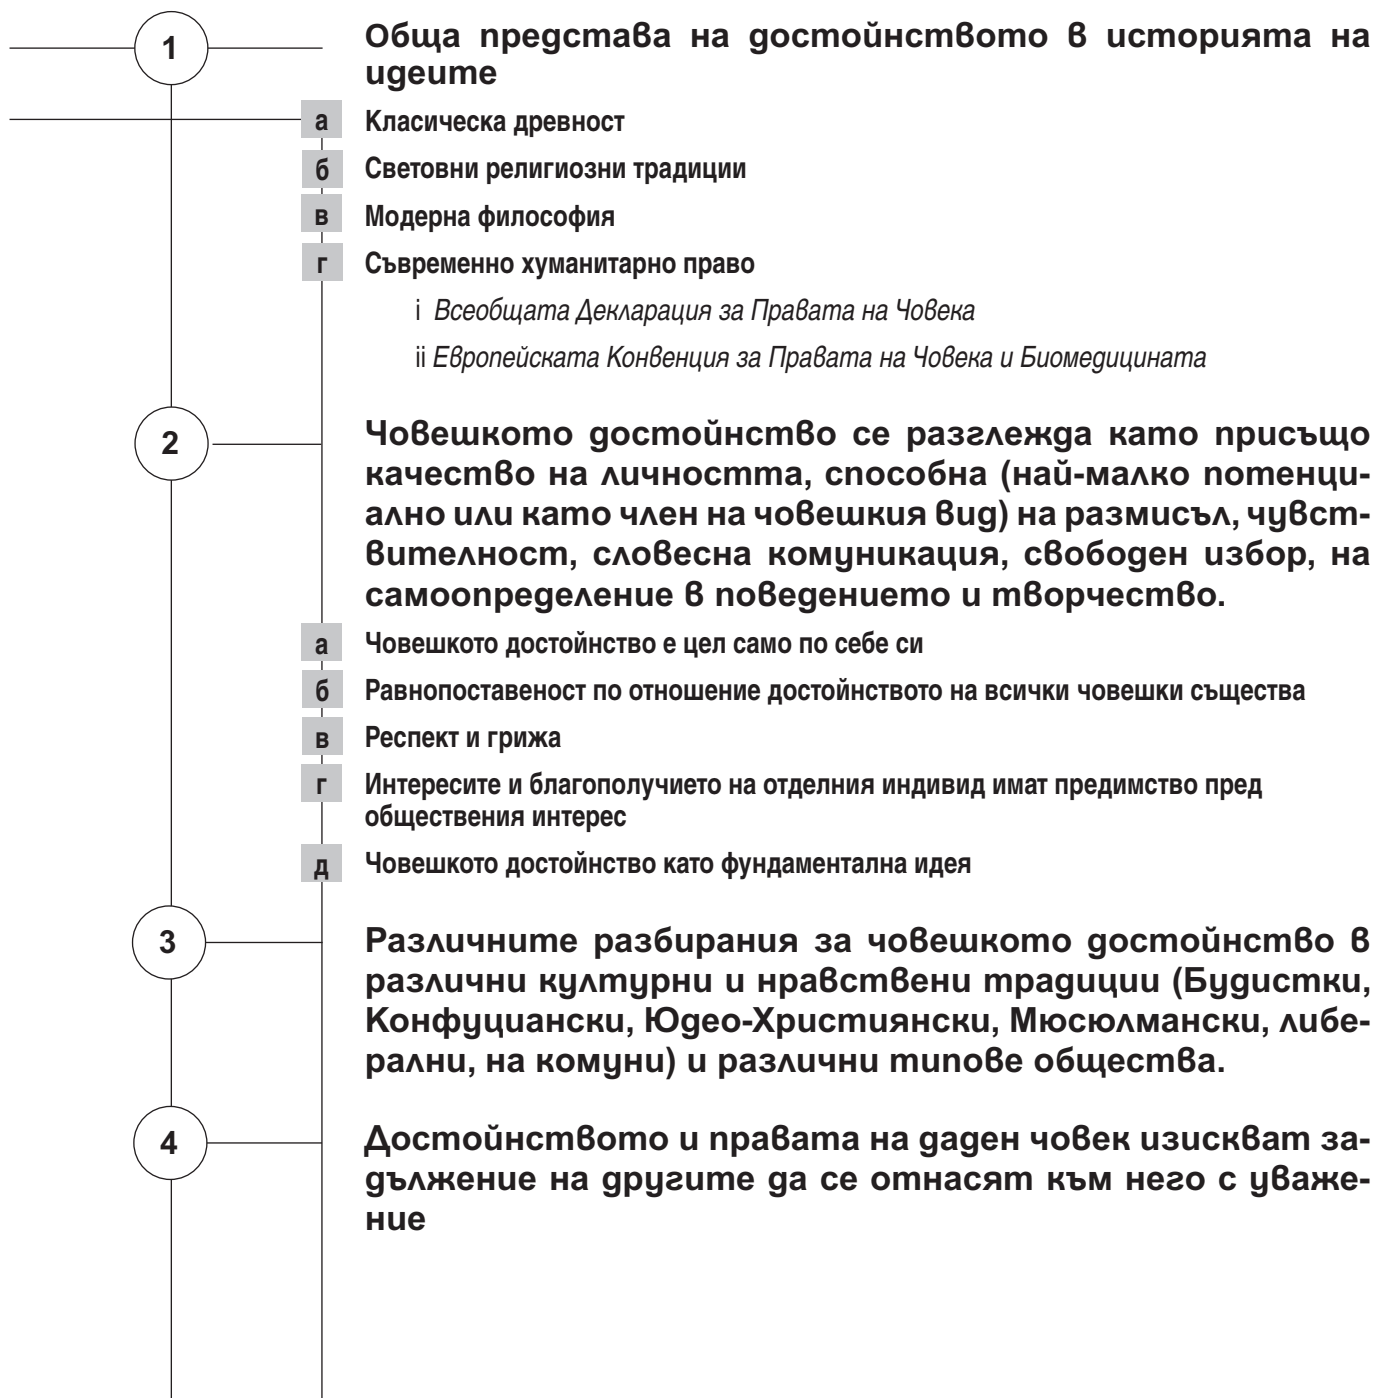 1 Обща представа на достойнството в историята на
идеите
а Класическа древност
б Световни религиозни традиции
в Модерна философия
г Съвременно хуманитарно право
i Всеобщата Декларация за Правата на Човека
ii Европейската Конвенция за Правата на Човека и Биомедицината
2 Човешкото достойнство се разглежда като присъщо
качество на личността, способна (най-малко потенци-
ално или като член на човешкия вид) на размисъл, чувст-
вителност, словесна комуникация, свободен избор, на
самоопределение в поведението и творчество.
а Човешкото достойнство е цел само по себе си
б Равнопоставеност по отношение достойнството на всички човешки същества
в Респект и грижа
г Интересите и благополучието на отделния индивид имат предимство пред
обществения интерес
д Човешкото достойнство като фундаментална идея
3 Различните разбирания за човешкото достойнство в
различни културни и нравствени традиции (Будистки,
Конфуциански, Юдео-Християнски, Мюсюлмански, либе-
рални, на комуни) и различни типове общества.
4 Достойнството и правата на даден човек изискват за-
дължение на другите да се отнасят към него с уваже-
ние